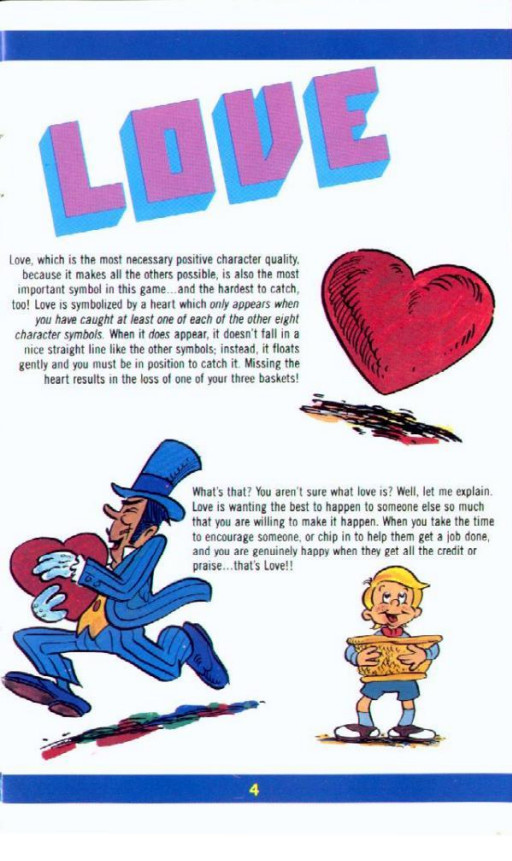 LOVE
Love, which is the most necessary positive character quality,
because it makes all the others possible, is also the most
important symbol in this game...and the hardest to catch,
too! Love is symbolized by a heart which only appears when
you have caught at least one of each of the other eight
character symbols. When it does appear, it doesn't fall in a
nice straight line like the other symbols; instead, it floats
gently and you must be in position to catch it. Missing the
heart results in the loss of one of your three baskets!
What's that? You aren't sure what love is? Well, let me explain.
Love is wanting the best to happen to someone else so much
that you are willing to make it happen. When you take the time
to encourage someone, or chip in to help them get a job done,
and you are genuinely happy when they get all the credit or
praise...that's Love!!
4